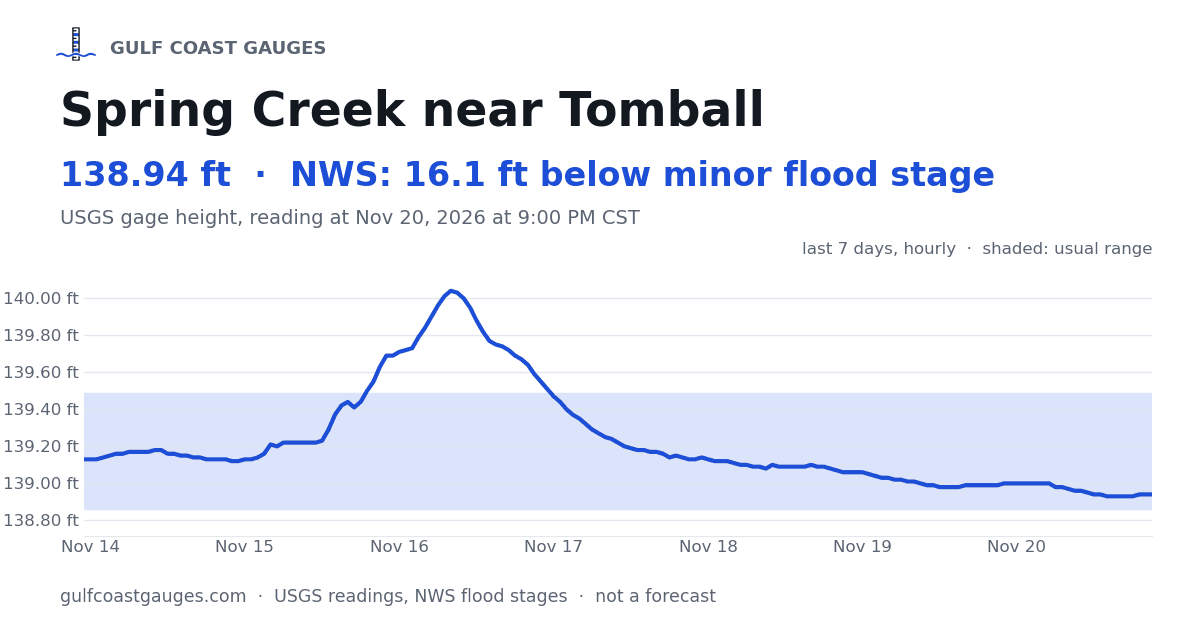 GULF COAST GAUGES
Spring Creek near Tomball
138.94 ft · NWS: 16.1 ft below minor flood stage
USGS gage height, reading at Nov 20, 2026 at 9:00 PM CST
last 7 days, hourly · shaded: usual range
140.00 ft
139.80 ft
139.60 ft
139.40 ft
139.20 ft
139.00 ft
138.80 ft
Nov 14 Nov 15 Nov 16 Nov 17 Nov 18 Nov 19 Nov 20
gulfcoastgauges.com · USGS readings, NWS flood stages · not a forecast